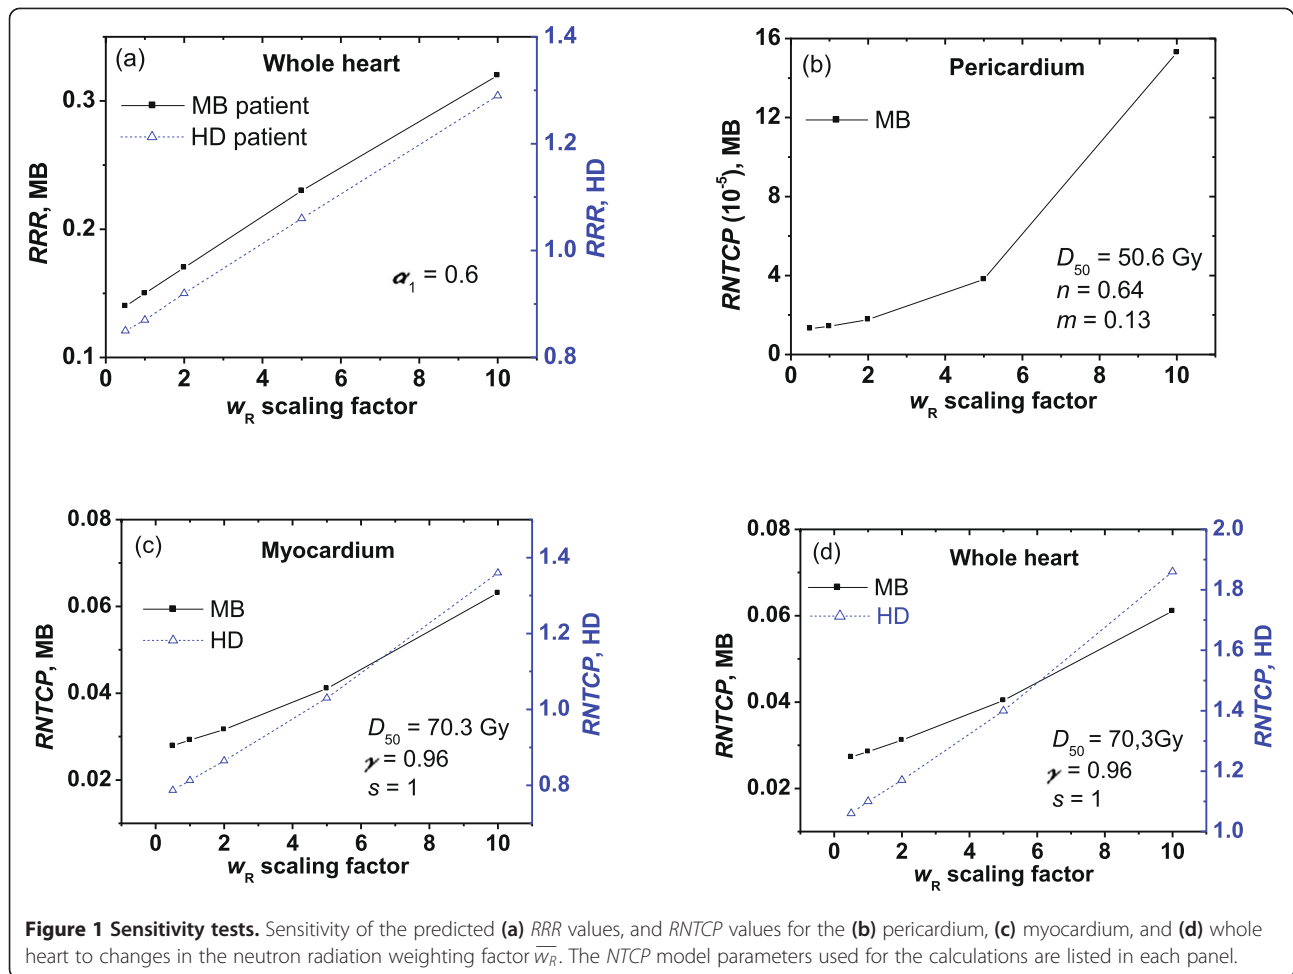 (a)
Whole heart
MB patient
HD patient
α1 = 0.6
0.3
0.2
0.1
RRR, MB
1.4
1.2
1.0
0.8
RRR, HD
0 2 4 6 8 10
wR scaling factor
(b)
Pericardium
MB
D50 = 50.6 Gy
n = 0.64
m = 0.13
16
12
8
4
0
RNTCP (10-5), MB
0 2 4 6 8 10
wR scaling factor
(c)
Myocardium
MB
HD
D50 = 70.3 Gy
γ = 0.96
s = 1
0.08
0.06
0.04
0.02
RNTCP, MB
1.4
1.2
1.0
0.8
RNTCP, HD
0 2 4 6 8 10
wR scaling factor
(d)
Whole heart
MB
HD
D50 = 70,3Gy
γ = 0.96
s = 1
0.08
0.06
0.04
0.02
RNTCP, MB
2.0
1.8
1.6
1.4
1.2
1.0
RNTCP, HD
0 2 4 6 8 10
wR scaling factor
Figure 1 Sensitivity tests. Sensitivity of the predicted (a) RRR values, and RNTCP values for the (b) pericardium, (c) myocardium, and (d) whole
heart to changes in the neutron radiation weighting factor w̅R. The NTCP model parameters used for the calculations are listed in each panel.